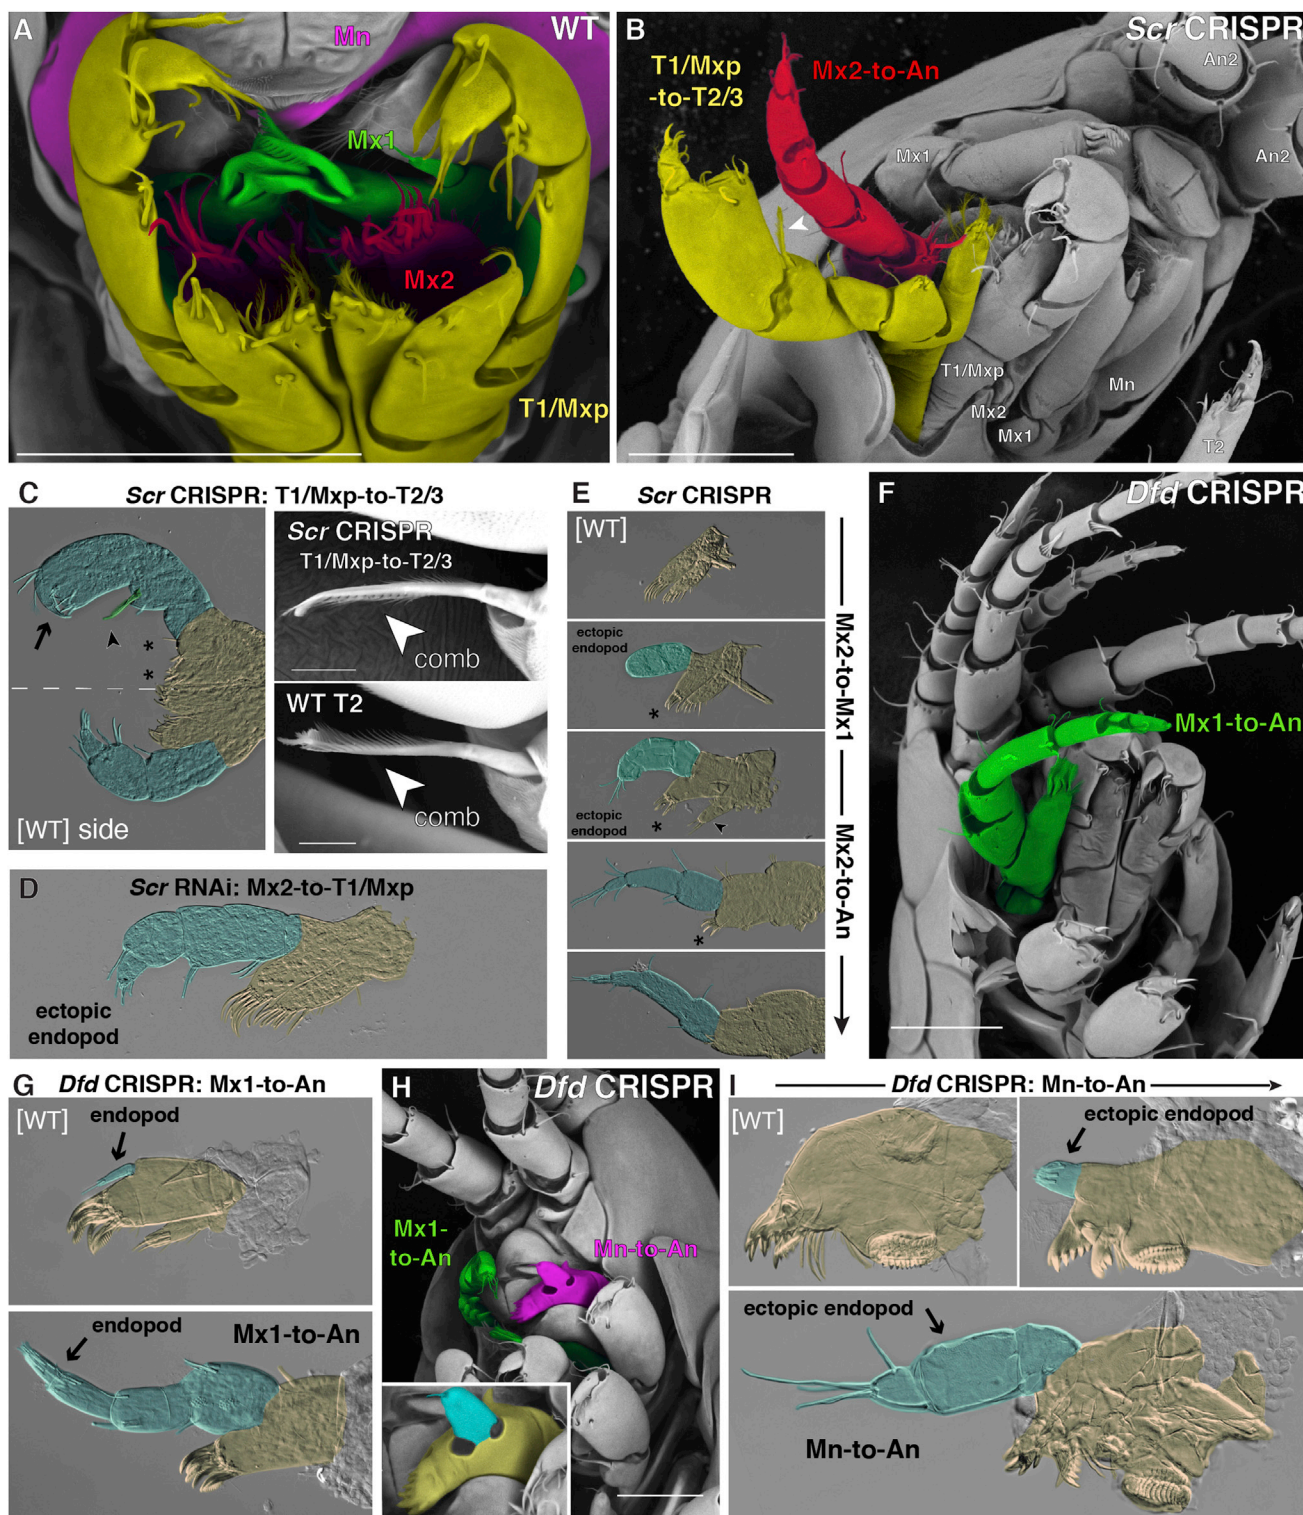 A
WT
Mn
Mx1
Mx2
T1/Mxp
B
Scr CRISPR
T1/Mxp
-to-T2/3
Mx2-to-An
An2
Mx1
An2
T1/Mxp
Mx2
Mx1
Mn
T2
C
Scr CRISPR: T1/Mxp-to-T2/3
*
*
[WT] side
Scr CRISPR
T1/Mxp-to-T2/3
comb
WT T2
comb
D
Scr RNAi: Mx2-to-T1/Mxp
ectopic
endopod
E
Scr CRISPR
[WT]
ectopic
endopod
*
ectopic
endopod
*
*
Mx2-to-Mx1
Mx2-to-An
F
Dfd CRISPR
Mx1-to-An
G
Dfd CRISPR: Mx1-to-An
[WT]
endopod
endopod
Mx1-to-An
H
Dfd CRISPR
Mx1-
to-An
Mn-to-An
I
Dfd CRISPR: Mn-to-An
[WT]
ectopic endopod
ectopic endopod
Mn-to-An